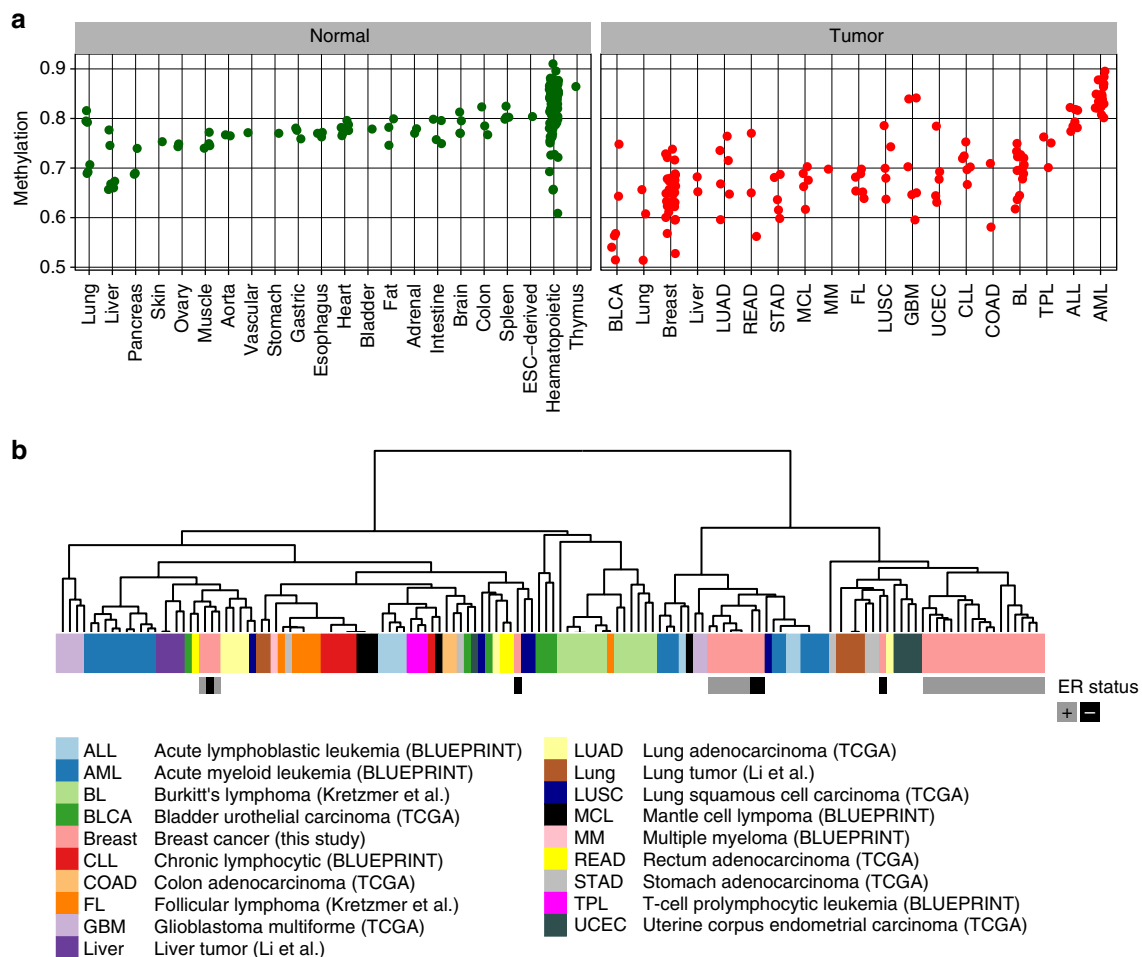 a
Normal
Tumor
Methylation
0.9
0.8
0.7
0.6
0.5
Lung
Liver
Pancreas
Skin
Ovary
Muscle
Aorta
Vascular
Stomach
Gastric
Esophagus
Heart
Bladder
Fat
Adrenal
Intestine
Brain
Colon
Spleen
ESC–derived
Heamatopoietic
Thymus
BLCA
Lung
Breast
Liver
LUAD
READ
STAD
MCL
MM
FL
LUSC
GBM
UCEC
CLL
COAD
BL
TPL
ALL
AML
b
ER status
+ −
ALL Acute lymphoblastic leukemia (BLUEPRINT)
AML Acute myeloid leukemia (BLUEPRINT)
BL Burkitt's lymphoma (Kretzmer et al.)
BLCA Bladder urothelial carcinoma (TCGA)
Breast Breast cancer (this study)
CLL Chronic lymphocytic (BLUEPRINT)
COAD Colon adenocarcinoma (TCGA)
FL Follicular lymphoma (Kretzmer et al.)
GBM Glioblastoma multiforme (TCGA)
Liver Liver tumor (Li et al.)
LUAD Lung adenocarcinoma (TCGA)
Lung Lung tumor (Li et al.)
LUSC Lung squamous cell carcinoma (TCGA)
MCL Mantle cell lympoma (BLUEPRINT)
MM Multiple myeloma (BLUEPRINT)
READ Rectum adenocarcinoma (TCGA)
STAD Stomach adenocarcinoma (TCGA)
TPL T-cell prolymphocytic leukemia (BLUEPRINT)
UCEC Uterine corpus endometrial carcinoma (TCGA)